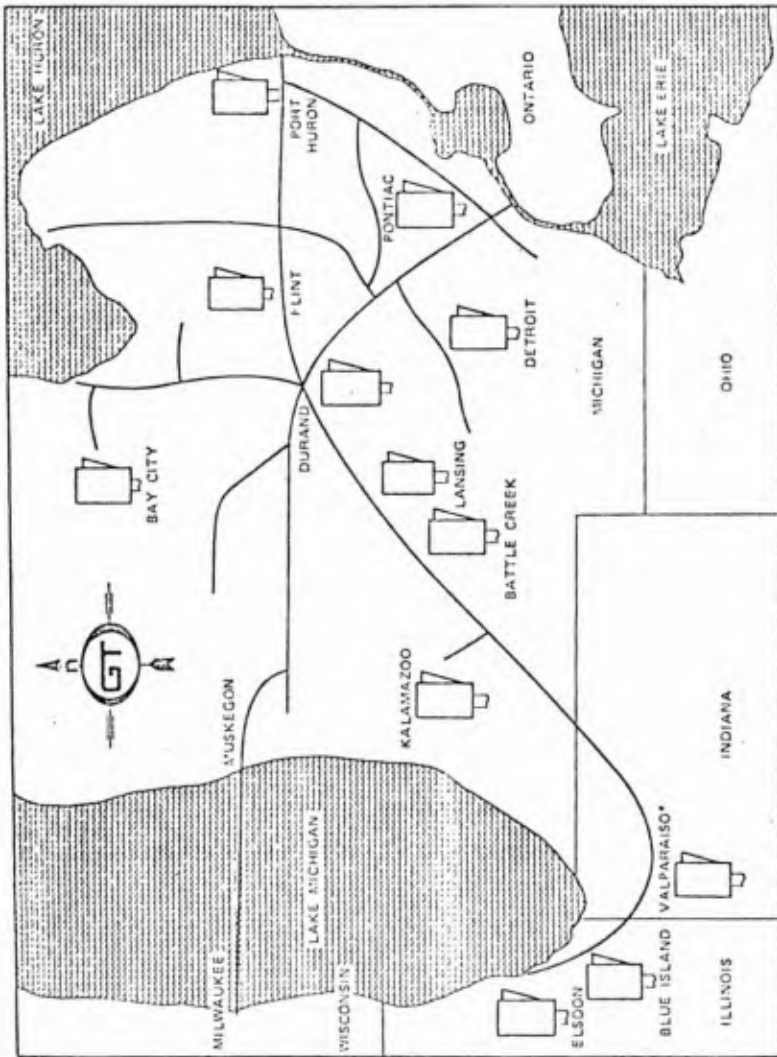 LAKE HURON
n
GT
BAY CITY
MUSKEGON
MILWAUKEE
FLINT
PORT
HURON
DURAND
LAKE MICHIGAN
WISCONSIN
PONTIAC
ONTARIO
LANSING
KALAMAZOO
BATTLE CREEK
DETROIT
LAKE ERIE
ELSDON
MICHIGAN
BLUE ISLAND
VALPARAISO*
ILLINOIS
INDIANA
OHIO